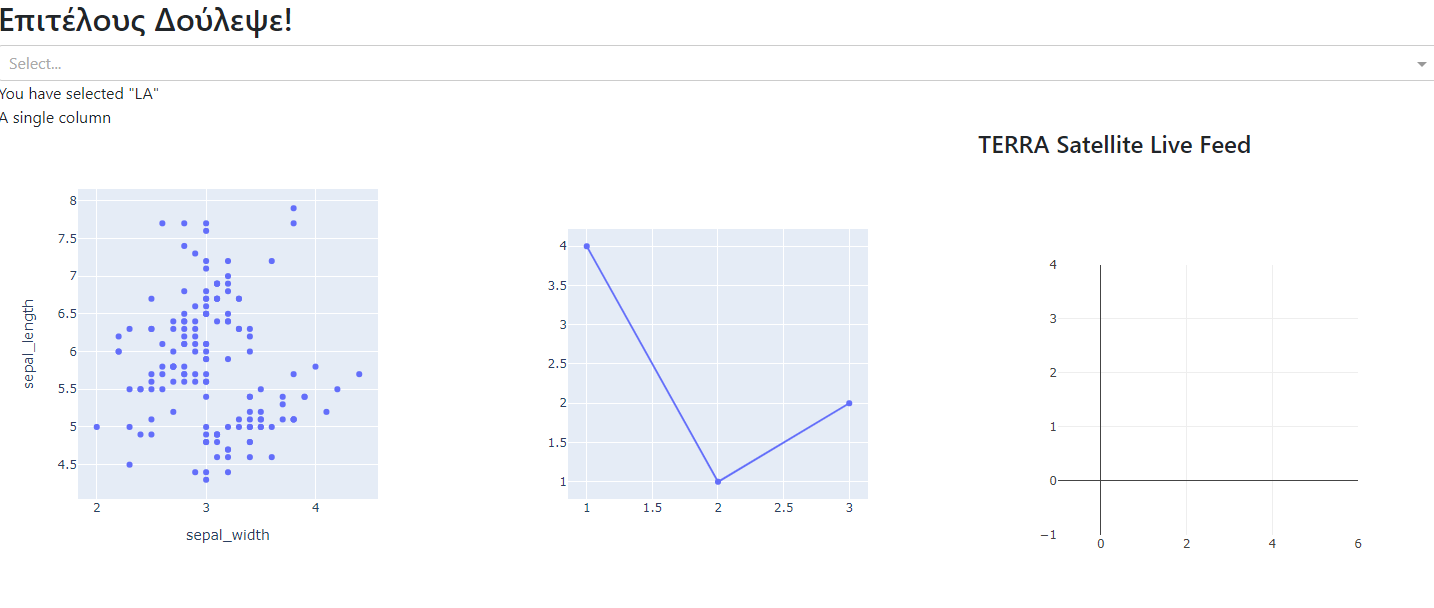 Επιτέλους Δούλεψε!
Select...
You have selected "LA"
A single column
TERRA Satellite Live Feed
8
7.5
7
6.5
6
5.5
5
4.5
sepal_length
2 3 4
sepal_width
4
3.5
3
2.5
2
1.5
1
1 1.5 2 2.5 3
4
3
2
1
0
−1
0 2 4 6